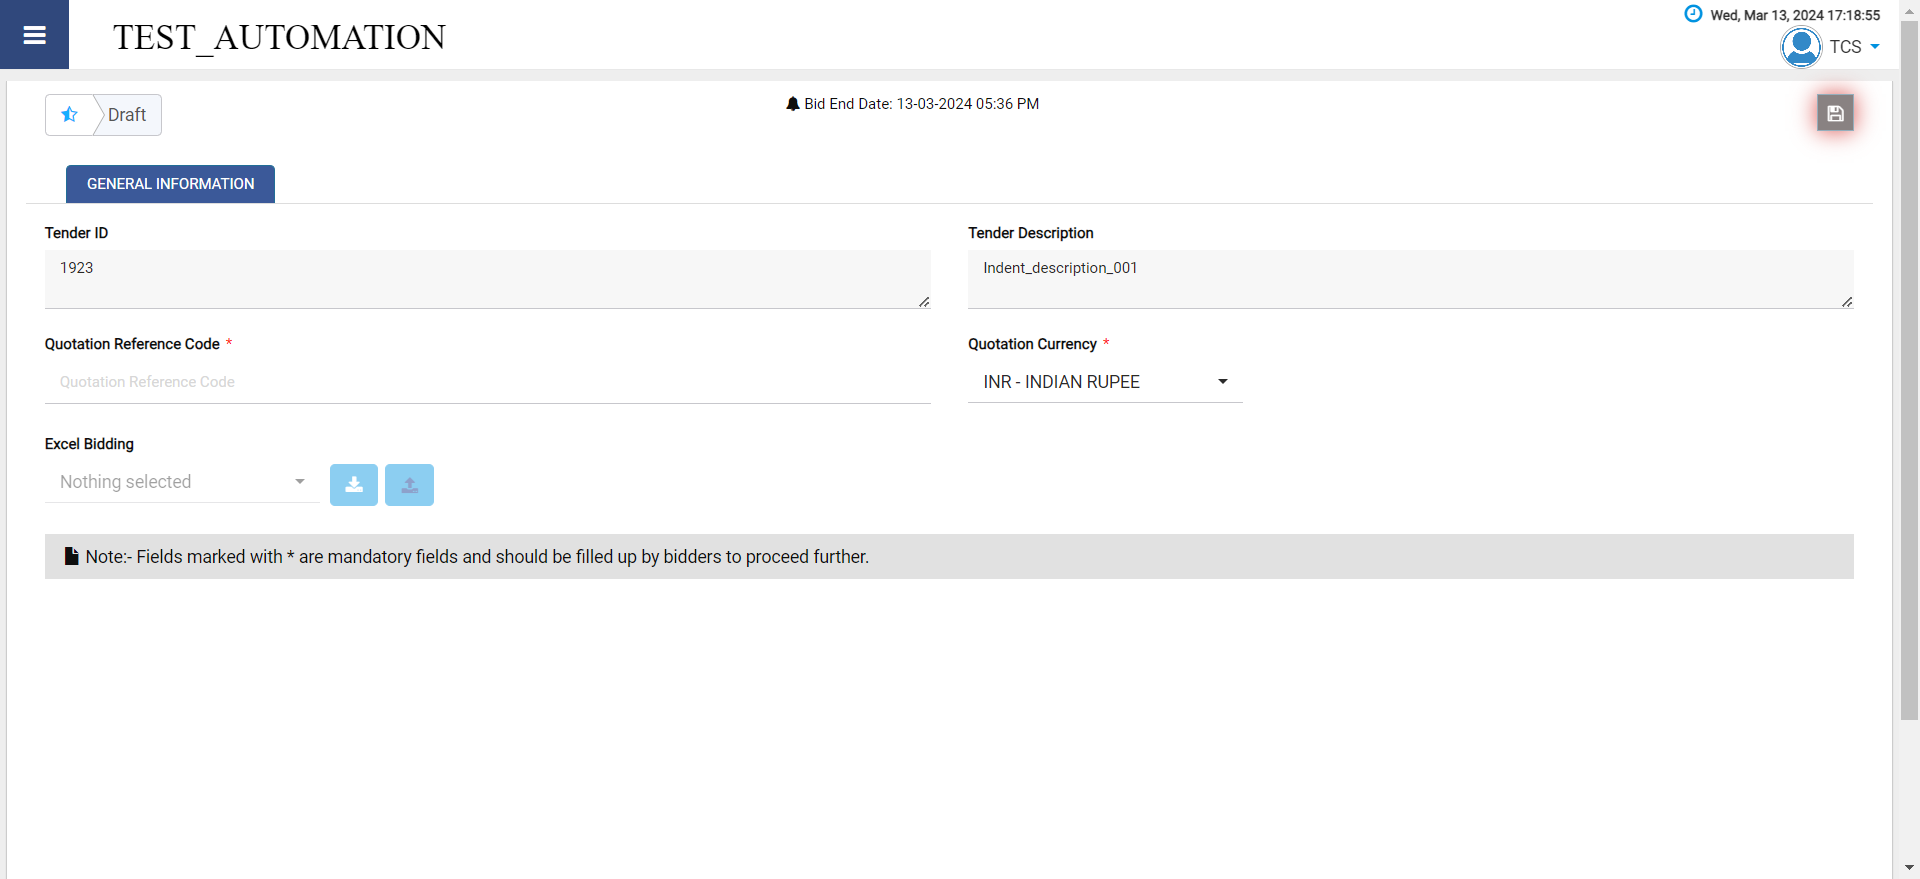 TEST_AUTOMATION
Wed, Mar 13, 2024 17:18:55
TCS
Draft
Bid End Date: 13-03-2024 05:36 PM
GENERAL INFORMATION
Tender ID
Tender Description
1923
Indent_description_001
Quotation Reference Code *
Quotation Currency *
Quotation Reference Code
INR - INDIAN RUPEE
Excel Bidding
Nothing selected
Note:- Fields marked with * are mandatory fields and should be filled up by bidders to proceed further.